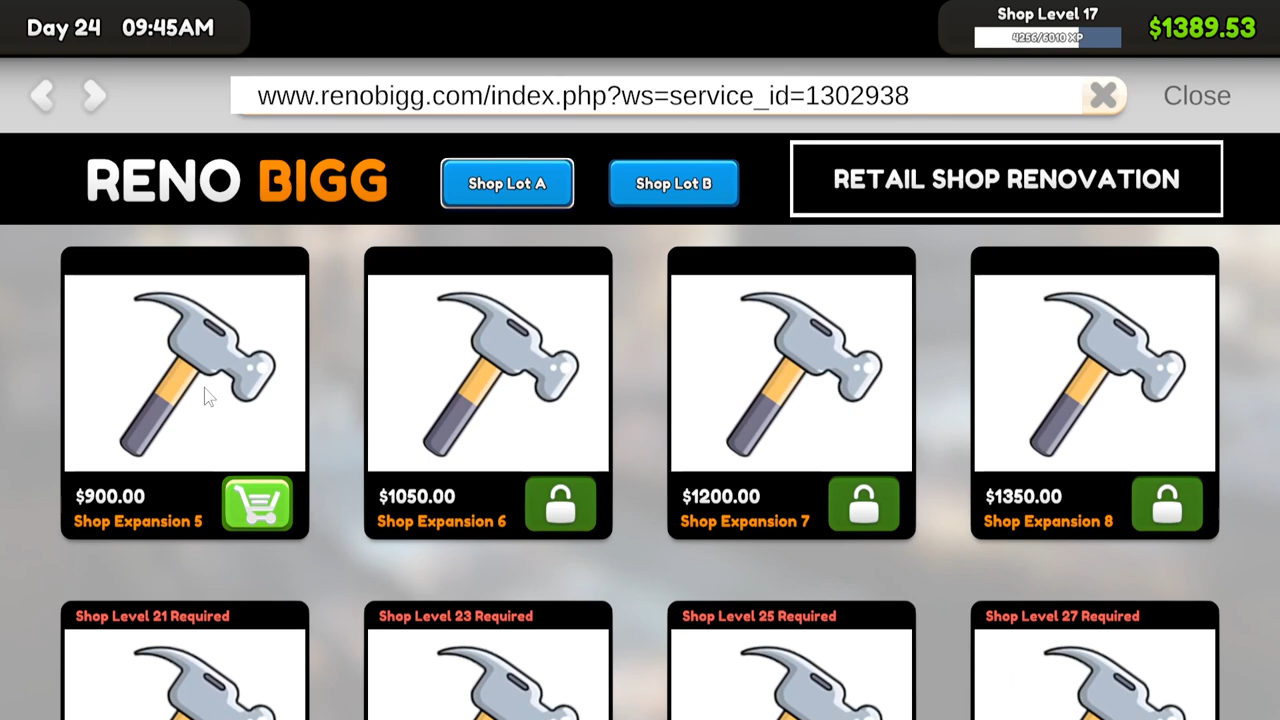 Day 24 09:45AM
Shop Level 17
4256/6010 XP
$1389.53
www.renobigg.com/index.php?ws=service_id=1302938
Close
RENO BIGG
Shop Lot A
Shop Lot B
RETAIL SHOP RENOVATION
$900.00
Shop Expansion 5
$1050.00
Shop Expansion 6
$1200.00
Shop Expansion 7
$1350.00
Shop Expansion 8
Shop Level 21 Required
Shop Level 23 Required
Shop Level 25 Required
Shop Level 27 Required